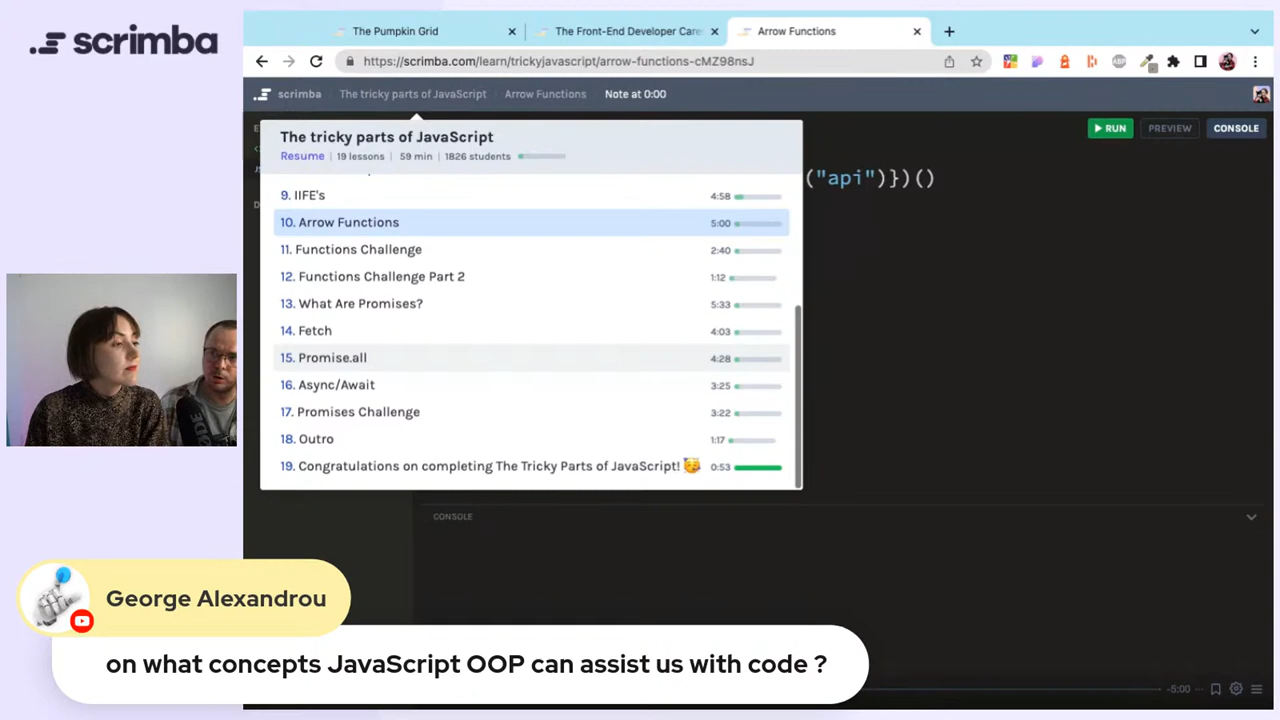 scrimba
The Pumpkin Grid
The Front-End Developer Care
Arrow Functions
https://scrimba.com/learn/trickyjavascript/arrow-functions-cMZ98nsJ
scrimba The tricky parts of JavaScript Arrow Functions Note at 0:00
RUN PREVIEW CONSOLE
The tricky parts of JavaScript
Resume 19 lessons 59 min 1826 students
("api")})()
9. IIFE's 4:58
10. Arrow Functions 5:00
11. Functions Challenge 2:40
12. Functions Challenge Part 2 1:12
13. What Are Promises? 5:33
14. Fetch 4:03
15. Promise.all 4:28
16. Async/Await 3:25
17. Promises Challenge 3:22
18. Outro 1:17
19. Congratulations on completing The Tricky Parts of JavaScript! 🥳 0:53
CONSOLE
George Alexandrou
on what concepts JavaScript OOP can assist us with code ?
-5:00